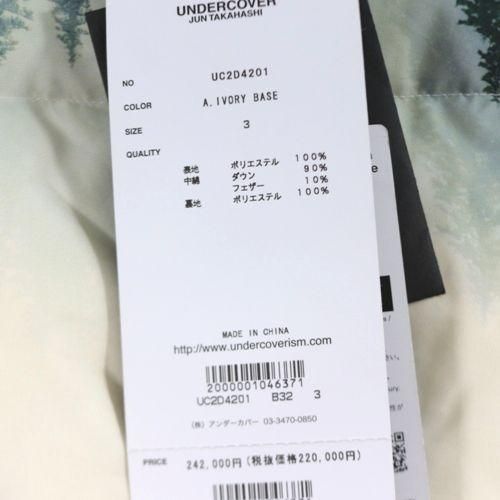 UNDERCOVER
JUN TAKAHASHI
NO UC2D4201
COLOR A.IVORY BASE
SIZE 3
QUALITY
表地 ポリエステル 100%
中綿 ダウン 90%
フェザー 10%
裏地 ポリエステル 100%
MADE IN CHINA
http://www.undercoverism.com
2000001046371
UC2D4201 B32 3
(株) アンダーカバー 03-3470-0850
PRICE 242,000円(税抜価格220,000円)